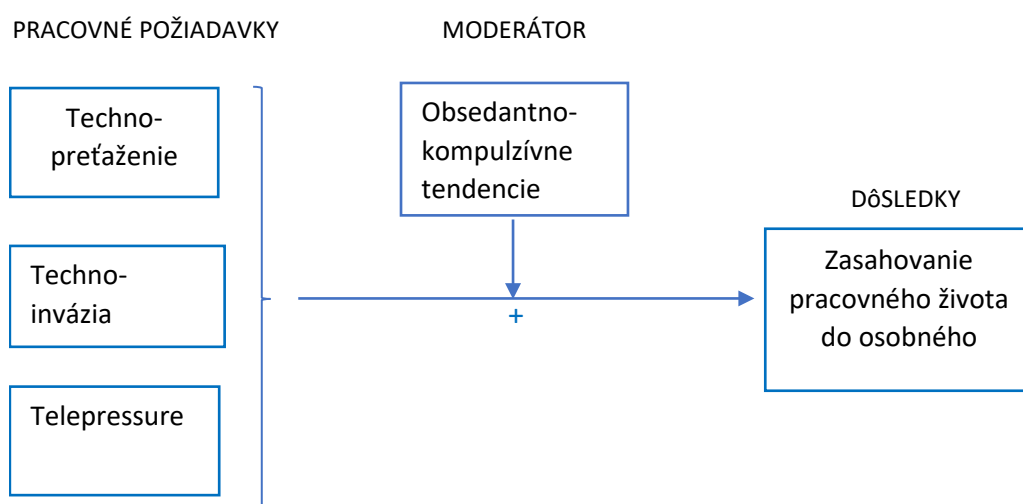 PRACOVNÉ POŽIADAVKY
MODERÁTOR
Techno-
preťaženie
Obsedantno-
kompulzívne
tendencie
DôSLEDKY
Techno-
invázia
Zasahovanie
pracovného života
do osobného
+
Telepressure